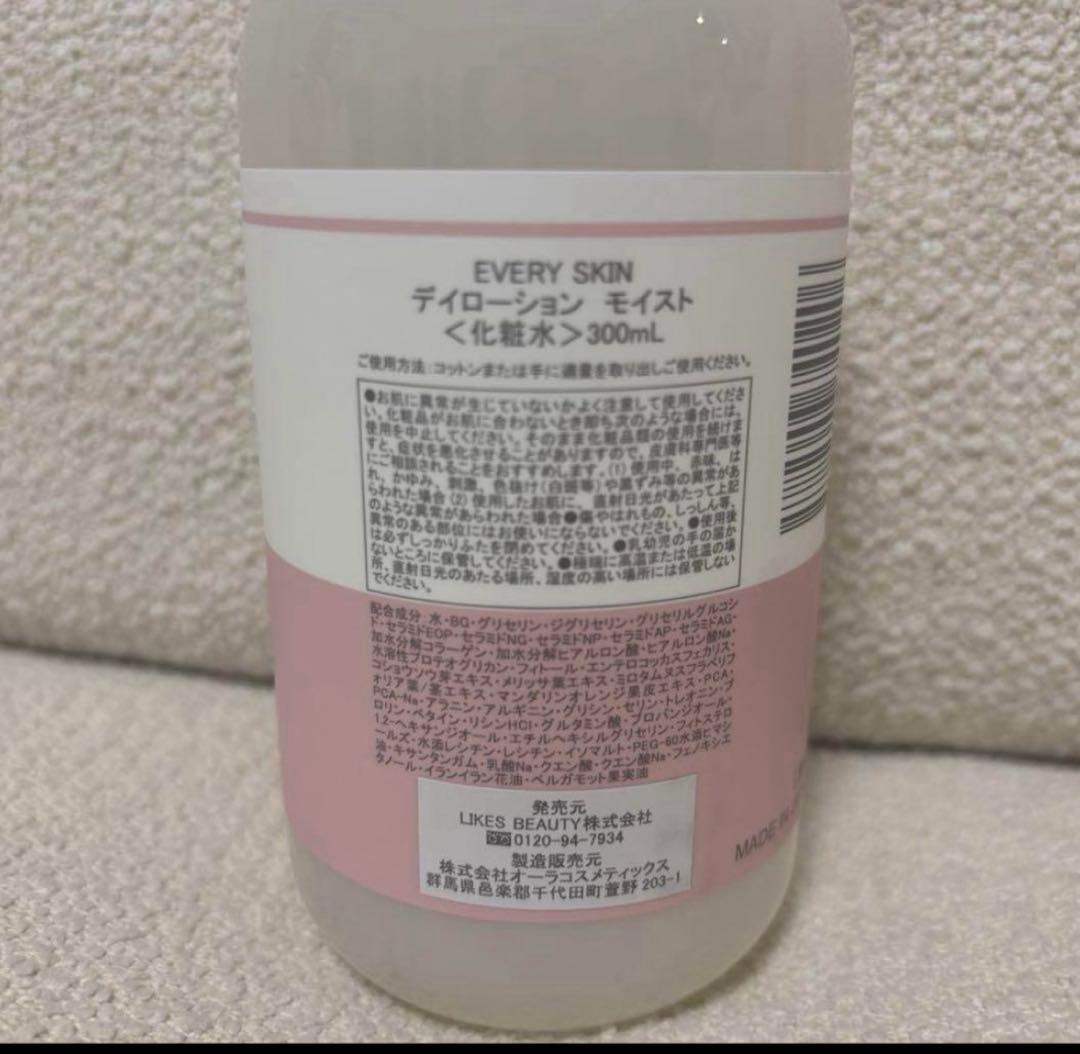 EVERY SKIN
デイローション モイスト
<化粧水>300mL
ご使用方法:コットンまたは手に適量を取り出しご使用ください。
●お肌に異常が生じていないかよく注意して使用してくださ
い。化粧品がお肌に合わないとき即ち次のような場合には、
使用を中止してください。そのまま化粧品類の使用を続けま
すと、症状を悪化させることがありますので、皮膚科専門医等
にご相談されることをおすすめします。(1)使用中、赤味、は
れ、かゆみ、刺激、色抜け(白斑等)や黒ずみ等の異常があ
らわれた場合(2)使用したお肌に、直射日光があたって上記
のような異常があらわれた場合●傷やはれもの、しっしん等、
異常のある部位にはお使いにならないでください。●使用後
は必ずしっかりふたを閉めてください。●乳幼児の手の届か
ないところに保管してください。●極端に高温または低温の場
所、直射日光のあたる場所、湿度の高い場所には保管しない
でください。
配合成分:水・BG・グリセリン・ジグリセリン・グリセリルグルコシ
ド・セラミドEOP・セラミドNG・セラミドNP・セラミドAP・セラミドAG・
加水分解コラーゲン・加水分解ヒアルロン酸・ヒアルロン酸Na・
水溶性プロテオグリカン・フィトール・エンテロコッカスフェカリス・
コショウソウ芽エキス・メリッサ葉エキス・ミロタムヌスフラベリフ
ォリア葉/茎エキス・マンダリンオレンジ果皮エキス・PCA・
PCA-Na・アラニン・アルギニン・グリシン・セリン・トレオニン・プ
ロリン・ベタイン・リシンHCl・グルタミン酸・プロパンジオール・
1,2-ヘキサンジオール・エチルヘキシルグリセリン・フィトステロ
ールズ・水添レシチン・レシチン・イソマルト・PEG-60水添ヒマシ
油・キサンタンガム・乳酸Na・クエン酸・クエン酸Na・フェノキシエ
タノール・イランイラン花油・ベルガモット果実油
発売元
LIKES BEAUTY株式会社
0120-94-7934
製造販売元
株式会社オーラコスメティックス
群馬県邑楽郡千代田町萱野 203-1
MADE IN